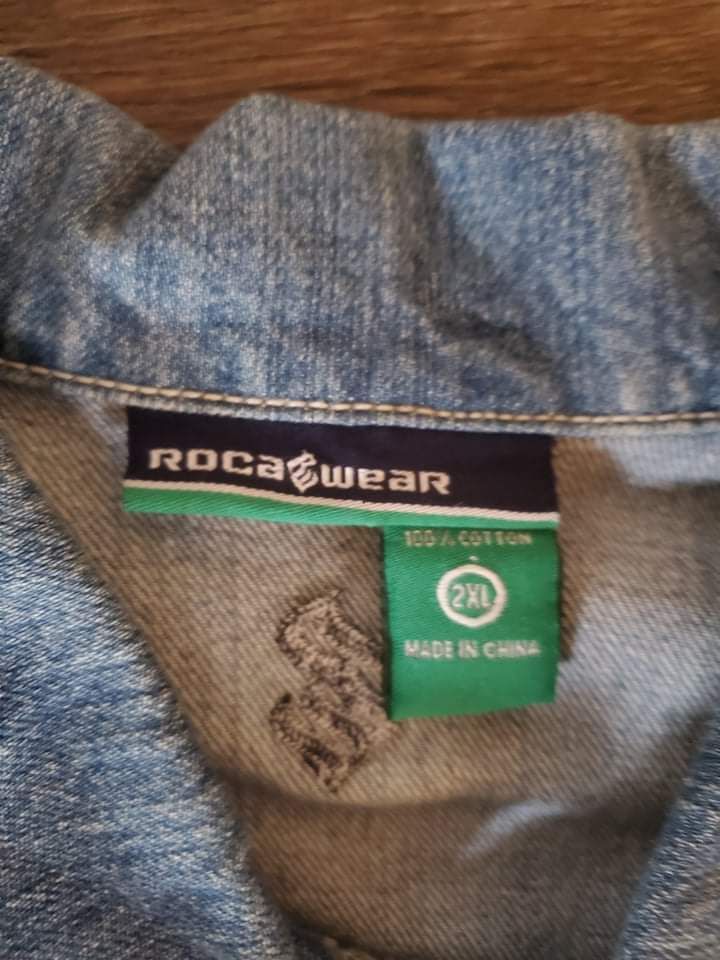 ROCAWEAR
100% COTTON
2XL
MADE IN CHINA